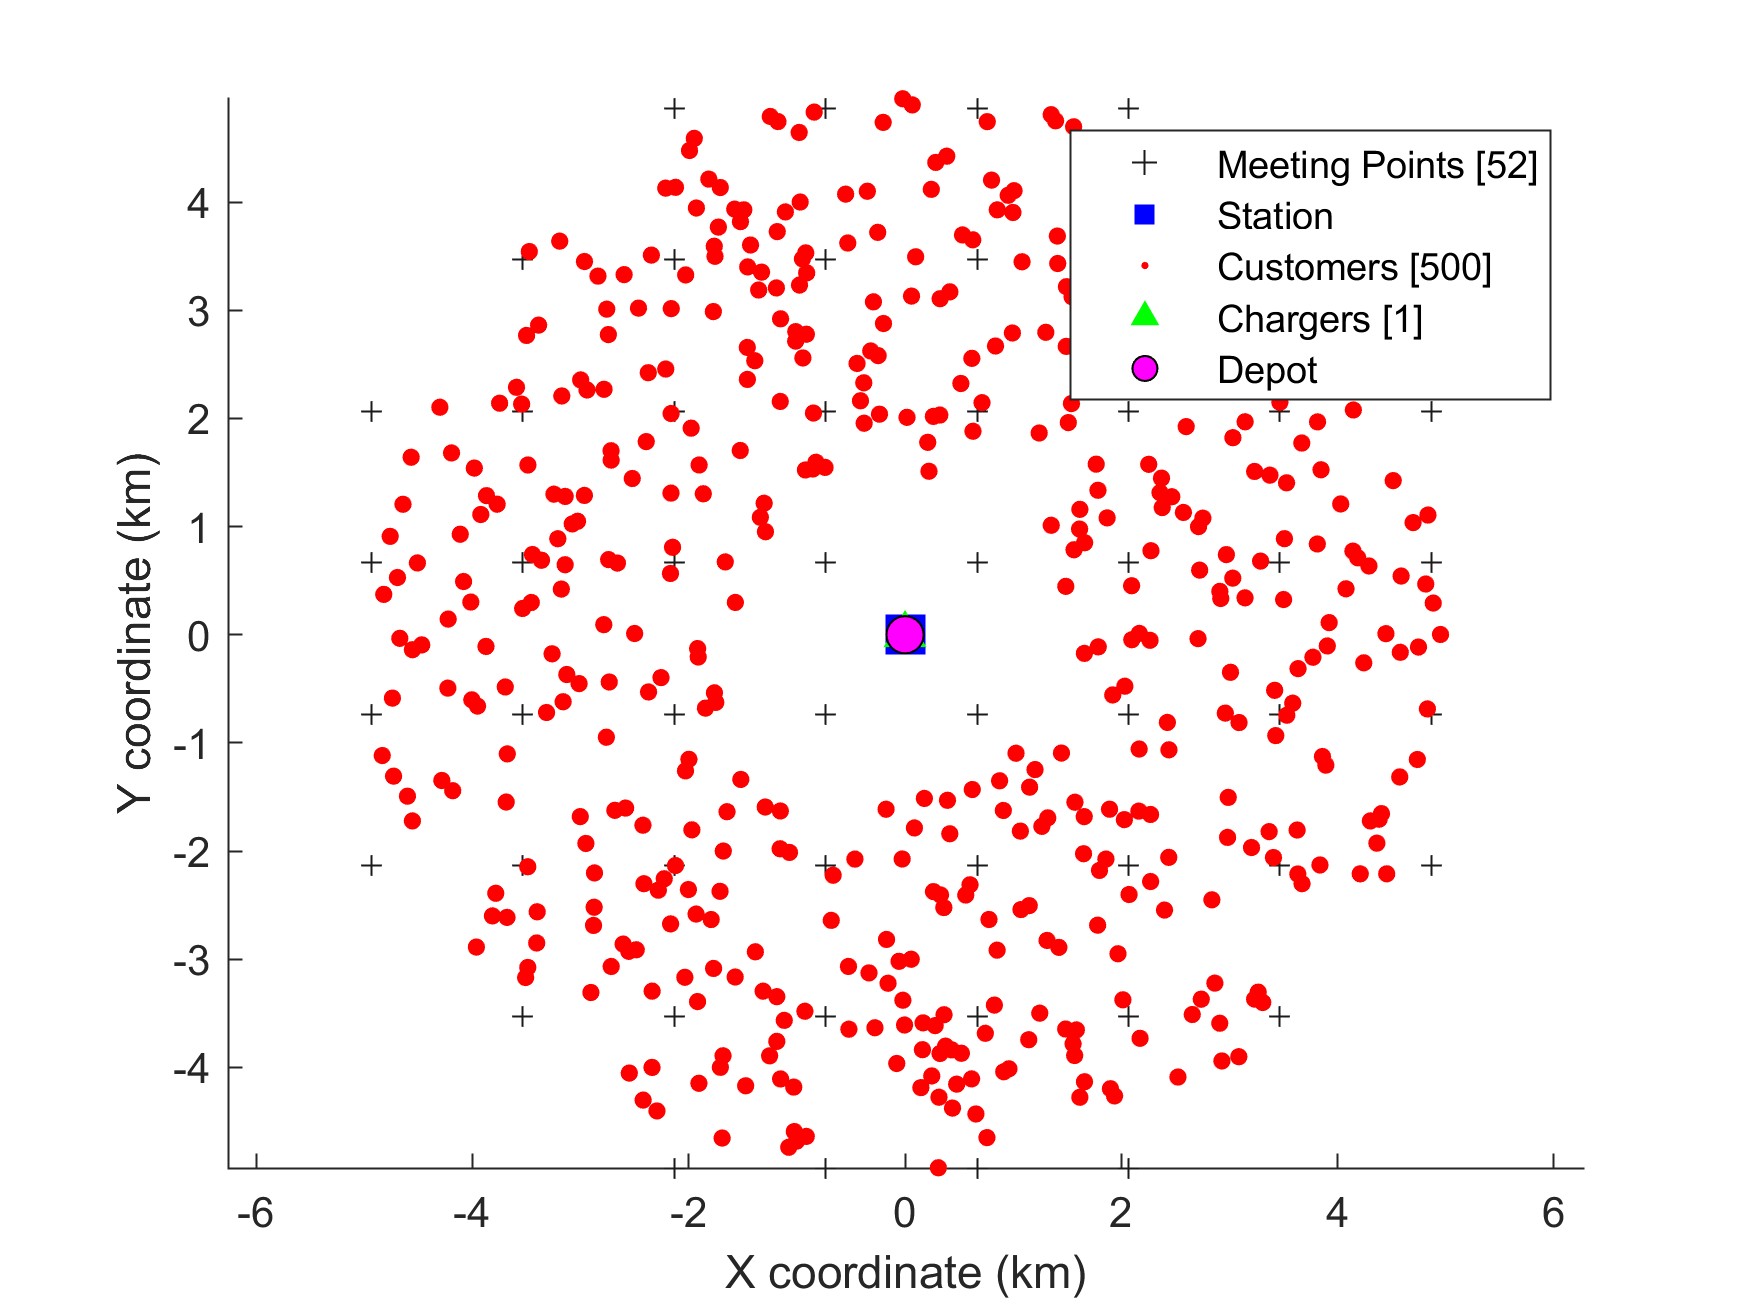 Meeting Points [52]
Station
Customers [500]
Chargers [1]
Depot
4
3
2
1
0
-1
-2
-3
-4
Y coordinate (km)
-6 -4 -2 0 2 4 6
X coordinate (km)